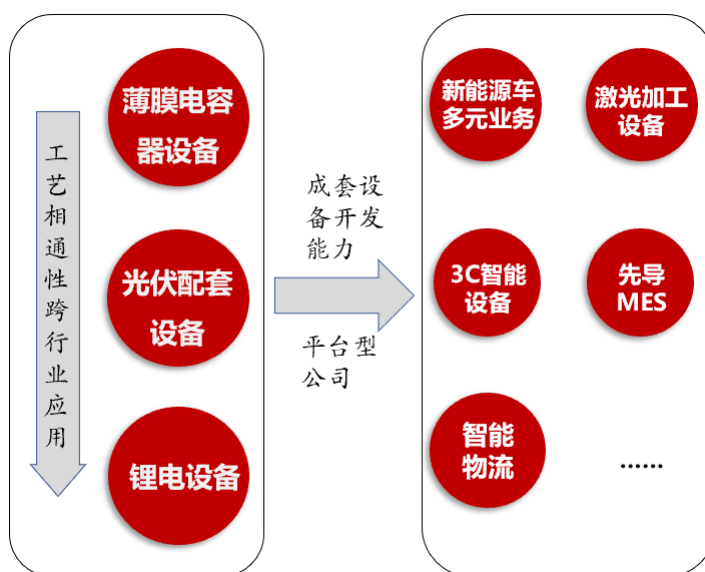 工艺相通性跨行业应用
薄膜电容
器设备
光伏配套
设备
锂电设备
成套设
备开发
能力
平台型
公司
新能源车
多元业务
激光加工
设备
3C智能
设备
先导
MES
智能
物流
......